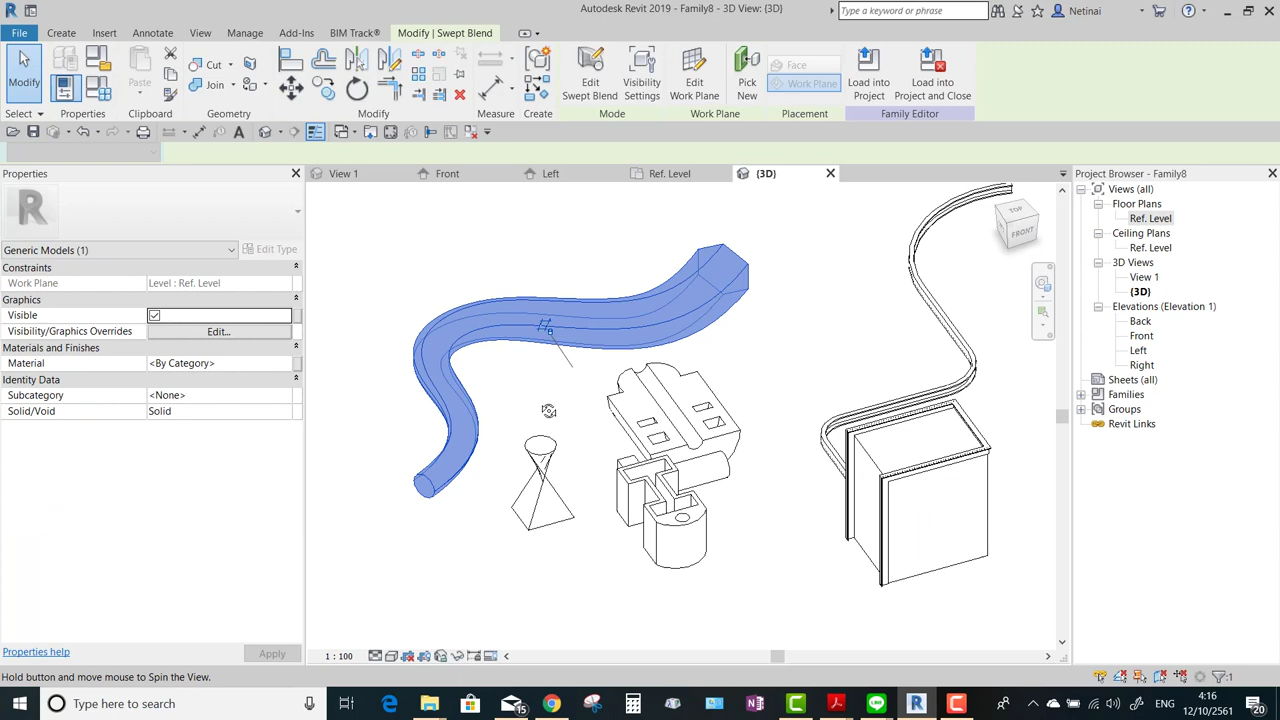 Autodesk Revit 2019 - Family8 - 3D View: {3D}
Type a keyword or phrase
Netinai
File Create Insert Annotate View Manage Add-Ins BIM Track® Modify | Swept Blend
Modify
Paste
Cut
Join
Edit
Swept Blend
Visibility
Settings
Edit
Work Plane
Pick
New
Face
Work Plane
Load into
Project
Load into
Project and Close
Select Properties Clipboard Geometry Modify Measure Create Mode Work Plane Placement Family Editor
Properties
View 1
Front
Left
Ref. Level
{3D}
Project Browser - Family8
Generic Models (1)
Edit Type
Constraints
Work Plane Level : Ref. Level
Graphics
Visible
Visibility/Graphics Overrides Edit...
Materials and Finishes
Material <By Category>
Identity Data
Subcategory <None>
Solid/Void Solid
Properties help
Apply
TOP
FRONT
Views (all)
Floor Plans
Ref. Level
Ceiling Plans
Ref. Level
3D Views
View 1
{3D}
Elevations (Elevation 1)
Back
Front
Left
Right
Sheets (all)
Families
Groups
Revit Links
1 : 100
Hold button and move mouse to Spin the View.
:1
Type here to search
15
4:16
12/10/2561
20